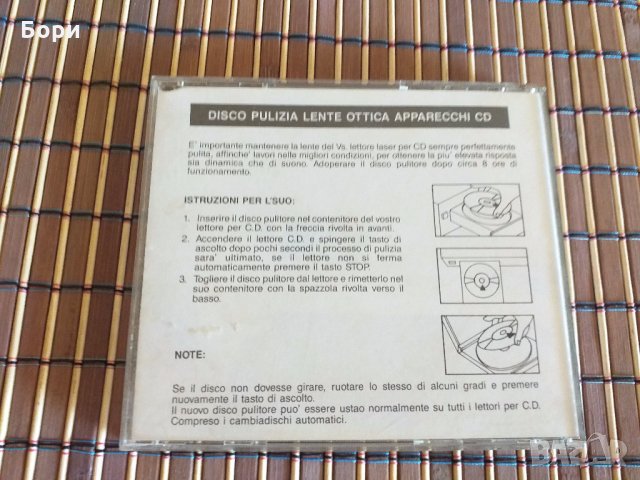 Бори
DISCO PULIZIA LENTE OTTICA APPARECCHI CD
E' importante mantenere la lente del Vs. lettore laser per CD sempre perfettamente
pulita, affinche' lavori nelle migliori condizioni, per ottenere la piu' elevata risposta
sia dinamica che di suono. Adoperare il disco pulitore dopo circa 8 ore di
funzionamento.
ISTRUZIONI PER L'SUO:
1. Inserire il disco pulitore nel contenitore del vostro
lettore per C.D. con la freccia rivolta in avanti.
2. Accendere il lettore C.D. e spingere il tasto di
ascolto dopo pochi secondi il processo di pulizia
sara' ultimato, se il lettore non si ferma
automaticamente premere il tasto STOP.
3. Togliere il disco pulitore dal lettore e rimetterlo nel
suo contenitore con la spazzola rivolta verso il
basso.
NOTE:
Se il disco non dovesse girare, ruotare lo stesso di alcuni gradi e premere
nuovamente il tasto di ascolto.
Il nuovo disco pulitore puo' essere ustao normalmente su tutti i lettori per C.D.
Compreso i cambiadischi automatici.
BAZAR